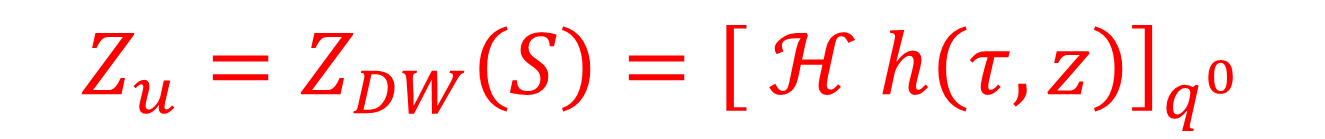 Z_u = Z_{DW}(S) = [ ℋ h(τ, z)]_{q^0}